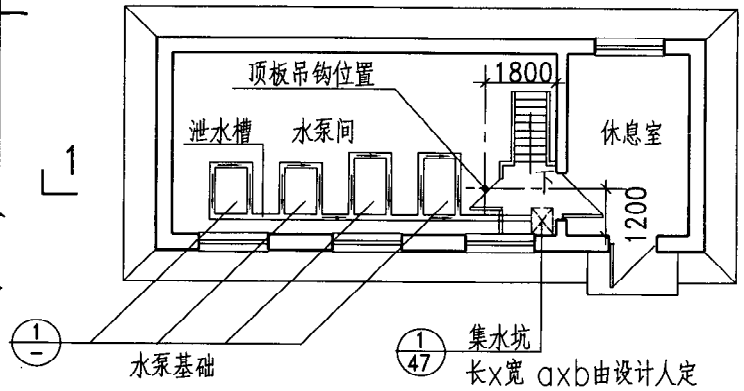 顶板吊钩位置
1800
泄水槽
水泵间
休息室
1
下
1200
1
–
水泵基础
1
47
集水坑
长x宽 axb由设计人定